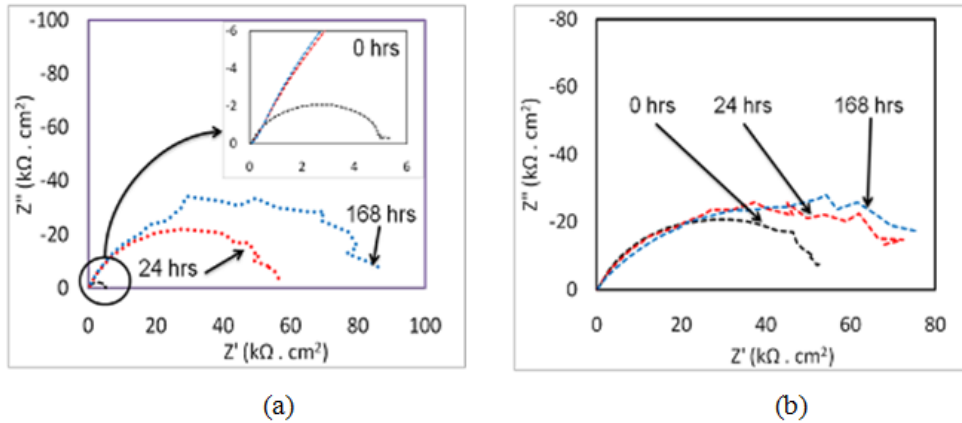 -100
-80
-60
-40
-20
0
Z'' (kΩ . cm²)
0 20 40 60 80 100
Z' (kΩ . cm²)
-6
-4
-2
0
0 2 4 6
0 hrs
168 hrs
24 hrs
(a)
-80
-60
-40
-20
0
Z'' (kΩ . cm²)
0 20 40 60 80
Z' (kΩ . cm²)
0 hrs 24 hrs 168 hrs
(b)